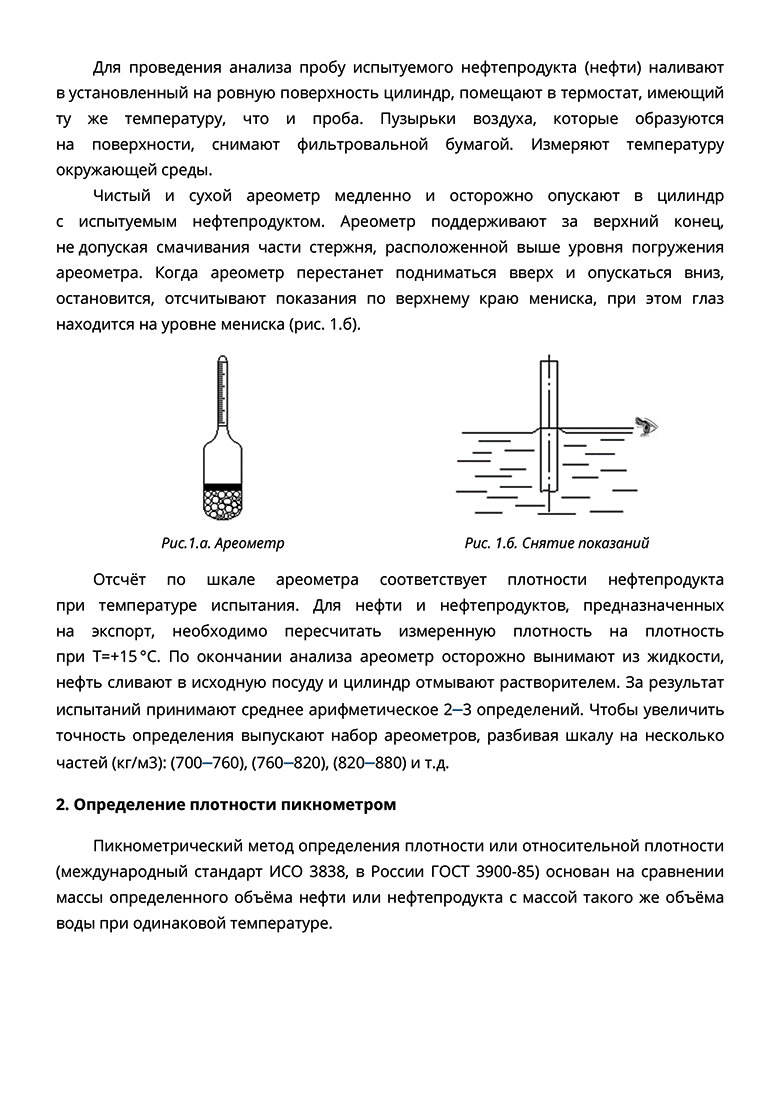 Для проведения анализа пробу испытуемого нефтепродукта (нефти) наливают
в установленный на ровную поверхность цилиндр, помещают в термостат, имеющий
ту же температуру, что и проба. Пузырьки воздуха, которые образуются
на поверхности, снимают фильтровальной бумагой. Измеряют температуру
окружающей среды.
Чистый и сухой ареометр медленно и осторожно опускают в цилиндр
с испытуемым нефтепродуктом. Ареометр поддерживают за верхний конец,
не допуская смачивания части стержня, расположенной выше уровня погружения
ареометра. Когда ареометр перестанет подниматься вверх и опускаться вниз,
остановится, отсчитывают показания по верхнему краю мениска, при этом глаз
находится на уровне мениска (рис. 1.б).
Рис.1.а. Ареометр
Рис. 1.б. Снятие показаний
Отсчёт по шкале ареометра соответствует плотности нефтепродукта
при температуре испытания. Для нефти и нефтепродуктов, предназначенных
на экспорт, необходимо пересчитать измеренную плотность на плотность
при Т=+15 °С. По окончании анализа ареометр осторожно вынимают из жидкости,
нефть сливают в исходную посуду и цилиндр отмывают растворителем. За результат
испытаний принимают среднее арифметическое 2—3 определений. Чтобы увеличить
точность определения выпускают набор ареометров, разбивая шкалу на несколько
частей (кг/м3): (700—760), (760—820), (820—880) и т.д.
2. Определение плотности пикнометром
Пикнометрический метод определения плотности или относительной плотности
(международный стандарт ИСО 3838, в России ГОСТ 3900-85) основан на сравнении
массы определенного объёма нефти или нефтепродукта с массой такого же объёма
воды при одинаковой температуре.